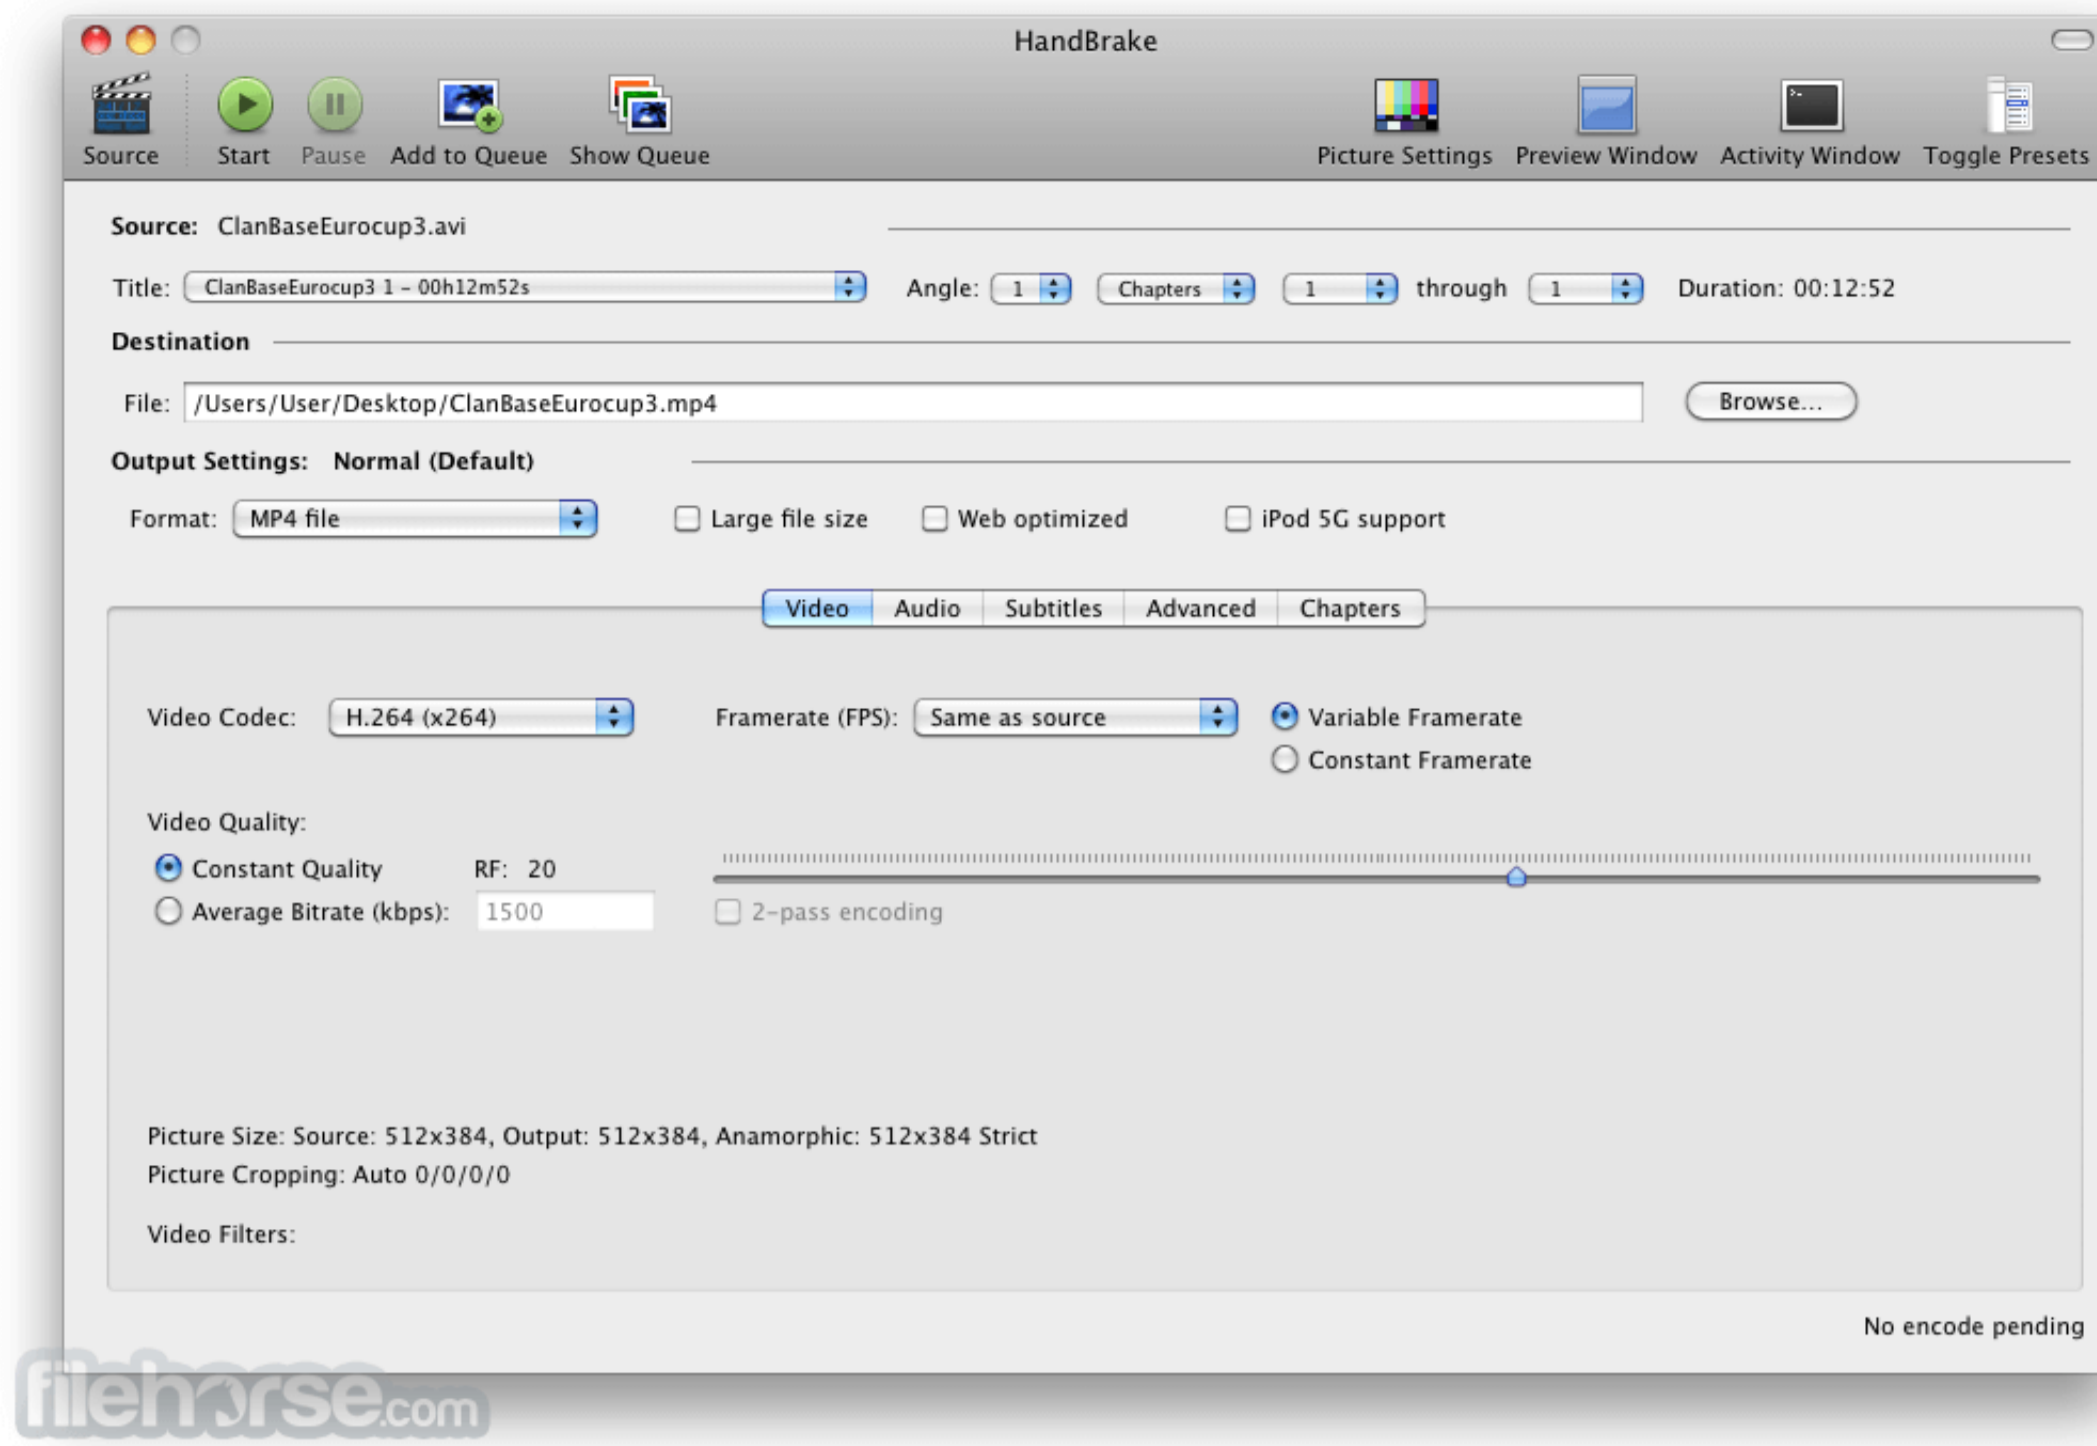 HandBrake
Source Start Pause Add to Queue Show Queue Picture Settings Preview Window Activity Window Toggle Presets
Source: ClanBaseEurocup3.avi
Title: ClanBaseEurocup3 1 - 00h12m52s Angle: 1 Chapters 1 through 1 Duration: 00:12:52
Destination
File: /Users/User/Desktop/ClanBaseEurocup3.mp4 Browse...
Output Settings: Normal (Default)
Format: MP4 file Large file size Web optimized iPod 5G support
Video Audio Subtitles Advanced Chapters
Video Codec: H.264 (x264) Framerate (FPS): Same as source Variable Framerate
Constant Framerate
Video Quality:
Constant Quality RF: 20
Average Bitrate (kbps): 1500 2-pass encoding
Picture Size: Source: 512x384, Output: 512x384, Anamorphic: 512x384 Strict
Picture Cropping: Auto 0/0/0/0
Video Filters:
No encode pending
filehorse.com